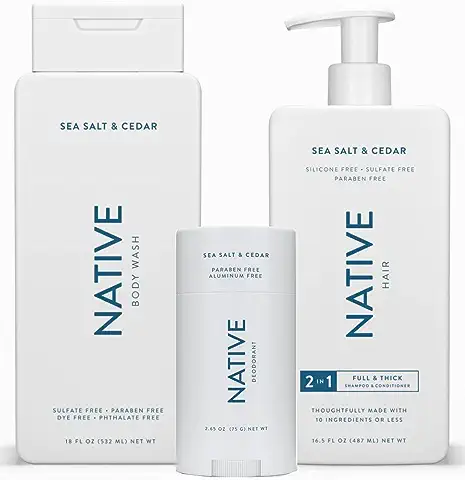 SEA SALT & CEDAR
NATIVE
BODY WASH
SULFATE FREE • PARABEN FREE
DYE FREE • PHTHALATE FREE
18 FL OZ (532 ML) NET WT
SEA SALT & CEDAR
PARABEN FREE
ALUMINUM FREE
NATIVE
DEODORANT
2.65 OZ (75 G) NET WT
SEA SALT & CEDAR
SILICONE FREE • SULFATE FREE
PARABEN FREE
NATIVE
HAIR
2 IN 1
FULL & THICK
SHAMPOO & CONDITIONER
THOUGHTFULLY MADE WITH
10 INGREDIENTS OR LESS
16.5 FL OZ (487 ML) NET WT